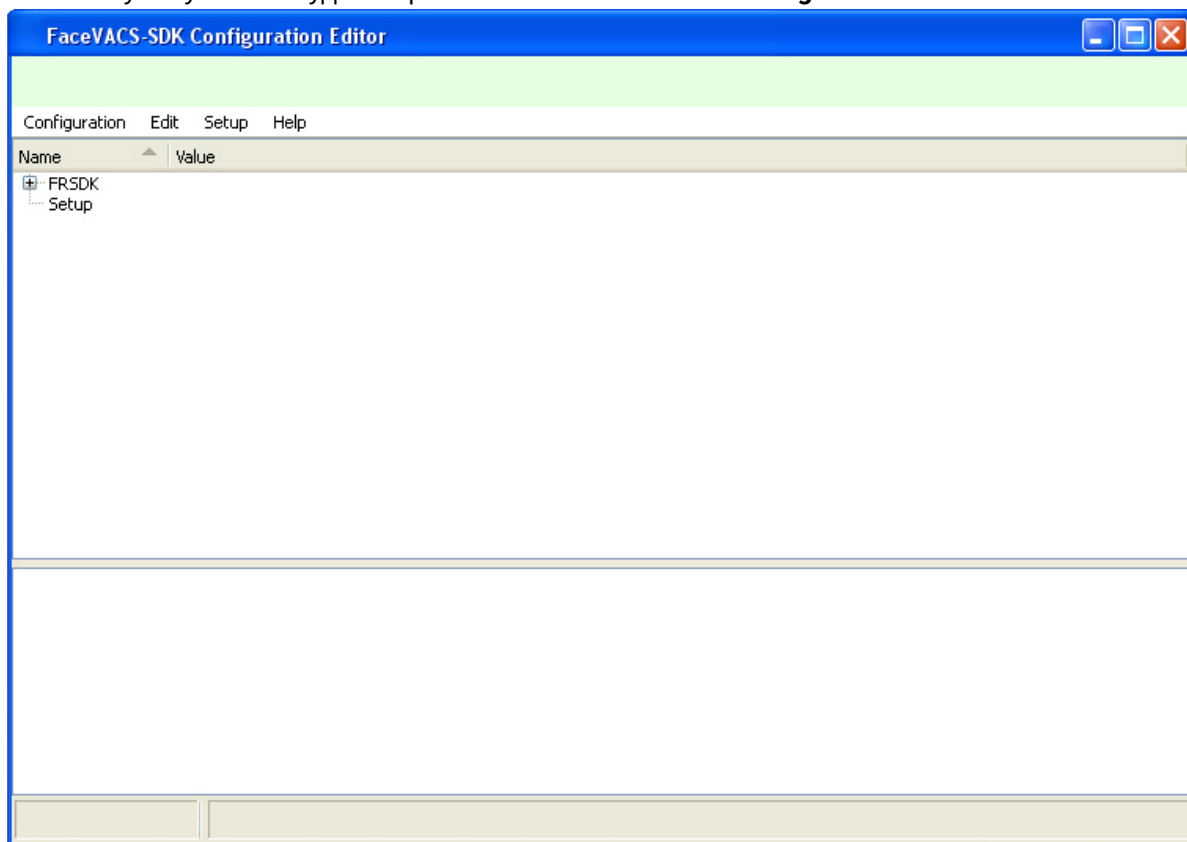 FaceVACS-SDK Configuration Editor
Configuration Edit Setup Help
Name Value
FRSDK
Setup